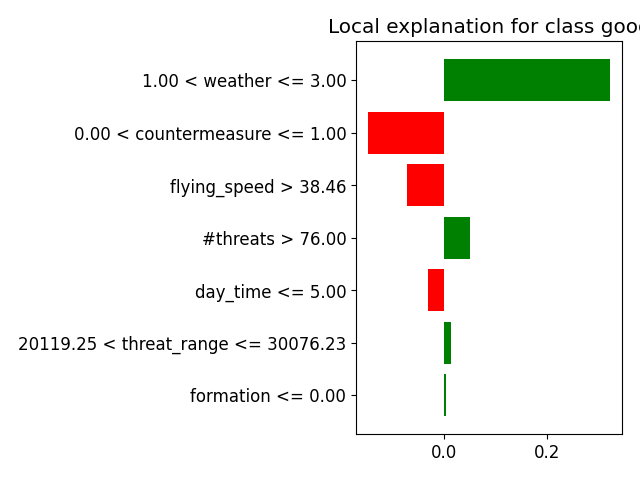 Local explanation for class good
1.00 < weather <= 3.00
0.00 < countermeasure <= 1.00
flying_speed > 38.46
#threats > 76.00
day_time <= 5.00
20119.25 < threat_range <= 30076.23
formation <= 0.00
0.0 0.2